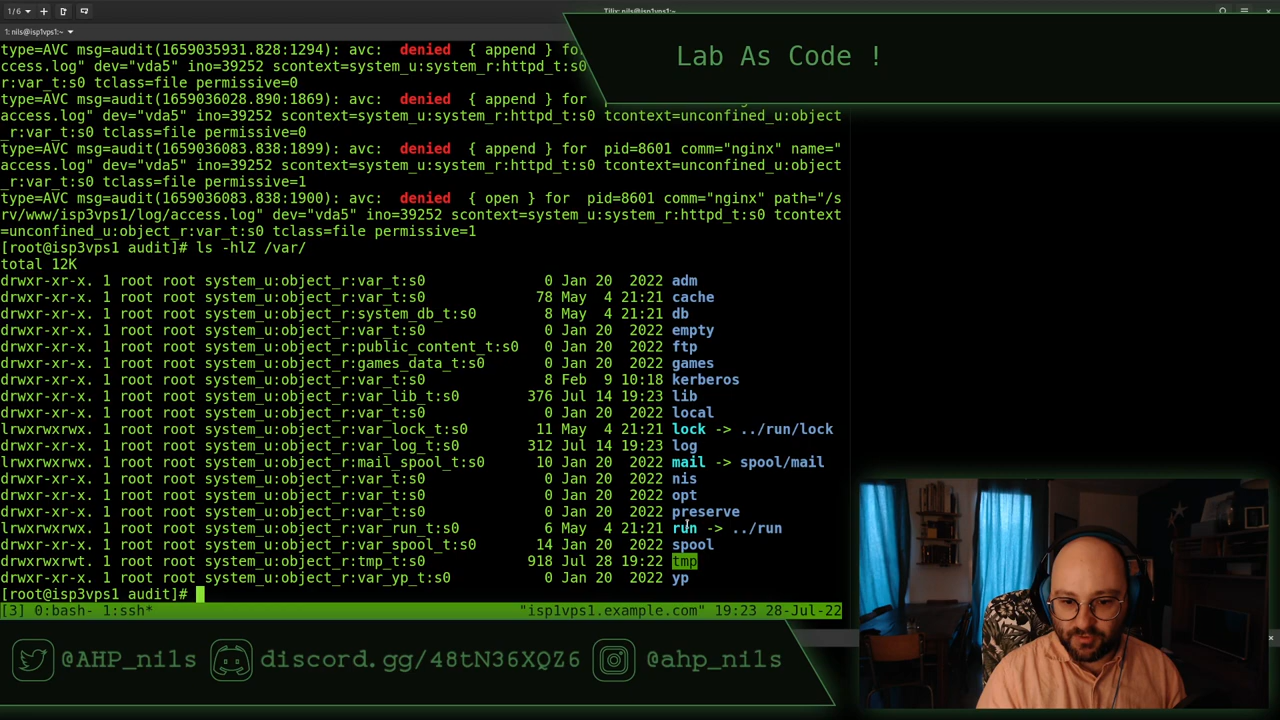 1/6
Tilix: nils@isp1vps1:~
1: nils@isp1vps1:~
Lab As Code !
type=AVC msg=audit(1659035931.828:1294): avc:  denied  { append } fo
ccess.log" dev="vda5" ino=39252 scontext=system_u:system_r:httpd_t:s0
r:var_t:s0 tclass=file permissive=0
type=AVC msg=audit(1659036028.890:1869): avc:  denied  { append } for
access.log" dev="vda5" ino=39252 scontext=system_u:system_r:httpd_t:s0 tcontext=unconfined_u:object
_r:var_t:s0 tclass=file permissive=0
type=AVC msg=audit(1659036083.838:1899): avc:  denied  { append } for  pid=8601 comm="nginx" name="
access.log" dev="vda5" ino=39252 scontext=system_u:system_r:httpd_t:s0 tcontext=unconfined_u:object
_r:var_t:s0 tclass=file permissive=1
type=AVC msg=audit(1659036083.838:1900): avc:  denied  { open } for  pid=8601 comm="nginx" path="/s
rv/www/isp3vps1/log/access.log" dev="vda5" ino=39252 scontext=system_u:system_r:httpd_t:s0 tcontext
=unconfined_u:object_r:var_t:s0 tclass=file permissive=1
[root@isp3vps1 audit]# ls -hlZ /var/
total 12K
drwxr-xr-x. 1 root root system_u:object_r:var_t:s0 0 Jan 20  2022 adm
drwxr-xr-x. 1 root root system_u:object_r:var_t:s0 78 May  4 21:21 cache
drwxr-xr-x. 1 root root system_u:object_r:system_db_t:s0 8 May  4 21:21 db
drwxr-xr-x. 1 root root system_u:object_r:var_t:s0 0 Jan 20  2022 empty
drwxr-xr-x. 1 root root system_u:object_r:public_content_t:s0 0 Jan 20  2022 ftp
drwxr-xr-x. 1 root root system_u:object_r:games_data_t:s0 0 Jan 20  2022 games
drwxr-xr-x. 1 root root system_u:object_r:var_t:s0 8 Feb  9 10:18 kerberos
drwxr-xr-x. 1 root root system_u:object_r:var_lib_t:s0 376 Jul 14 19:23 lib
drwxr-xr-x. 1 root root system_u:object_r:var_t:s0 0 Jan 20  2022 local
lrwxrwxrwx. 1 root root system_u:object_r:var_lock_t:s0 11 May  4 21:21 lock -> ../run/lock
drwxr-xr-x. 1 root root system_u:object_r:var_log_t:s0 312 Jul 14 19:23 log
lrwxrwxrwx. 1 root root system_u:object_r:mail_spool_t:s0 10 Jan 20  2022 mail -> spool/mail
drwxr-xr-x. 1 root root system_u:object_r:var_t:s0 0 Jan 20  2022 nis
drwxr-xr-x. 1 root root system_u:object_r:var_t:s0 0 Jan 20  2022 opt
drwxr-xr-x. 1 root root system_u:object_r:var_t:s0 0 Jan 20  2022 preserve
lrwxrwxrwx. 1 root root system_u:object_r:var_run_t:s0 6 May  4 21:21 run -> ../run
drwxr-xr-x. 1 root root system_u:object_r:var_spool_t:s0 14 Jan 20  2022 spool
drwxrwxrwt. 1 root root system_u:object_r:tmp_t:s0 918 Jul 28 19:22 tmp
drwxr-xr-x. 1 root root system_u:object_r:var_yp_t:s0 0 Jan 20  2022 yp
[root@isp3vps1 audit]#
[3] 0:bash- 1:ssh* "isp1vps1.example.com" 19:23 28-Jul-22
@AHP_nils discord.gg/48tN36XQZ6 @ahp_nils